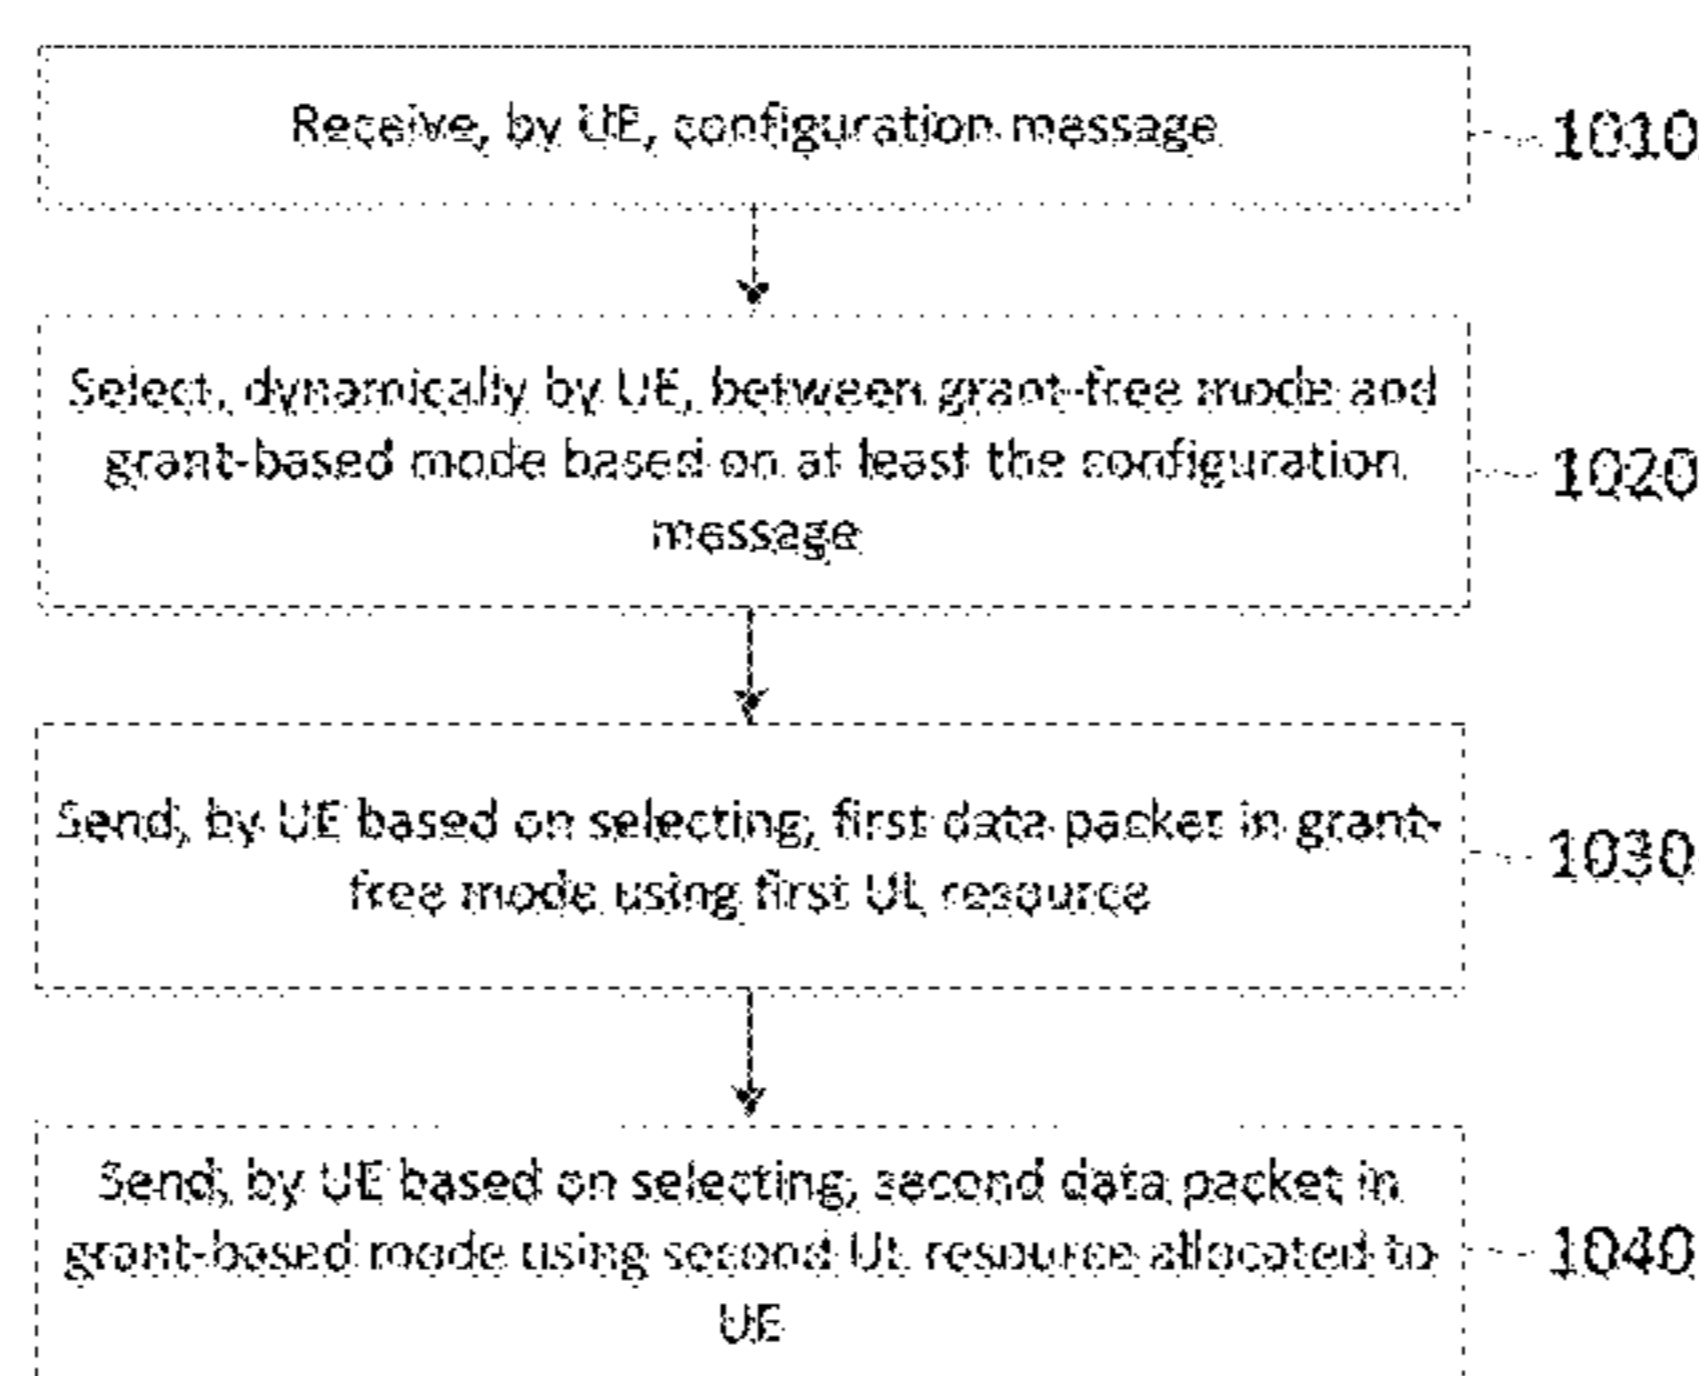 Receive, by UE, configuration message
1010
Select, dynamically by UE, between grant-free mode and
grant-based mode based on at least the configuration
message
1020
Send, by UE based on selecting, first data packet in grant-
free mode using first UL resource
1030
Send, by UE based on selecting, second data packet in
grant-based mode using second UL resource allocated to
UE
1040